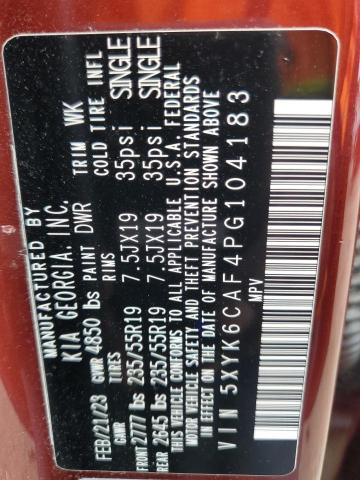 MANUFACTURED BY
KIA GEORGIA, INC.
PAINT DWR TRIM WK
FEB/21/23 GVWR 4850 lbs
GAWR TIRES RIMS COLD TIRE INFL
FRONT 2777 lbs 235/55R19 7.5JX19 35psi SINGLE
REAR 2645 lbs 235/55R19 7.5JX19 35psi SINGLE
THIS VEHICLE CONFORMS TO ALL APPLICABLE U.S.A. FEDERAL
MOTOR VEHICLE SAFETY AND THEFT PREVENTION STANDARDS
IN EFFECT ON THE DATE OF MANUFACTURE SHOWN ABOVE.
VIN 5XYK6CAF4PG104183
MPV